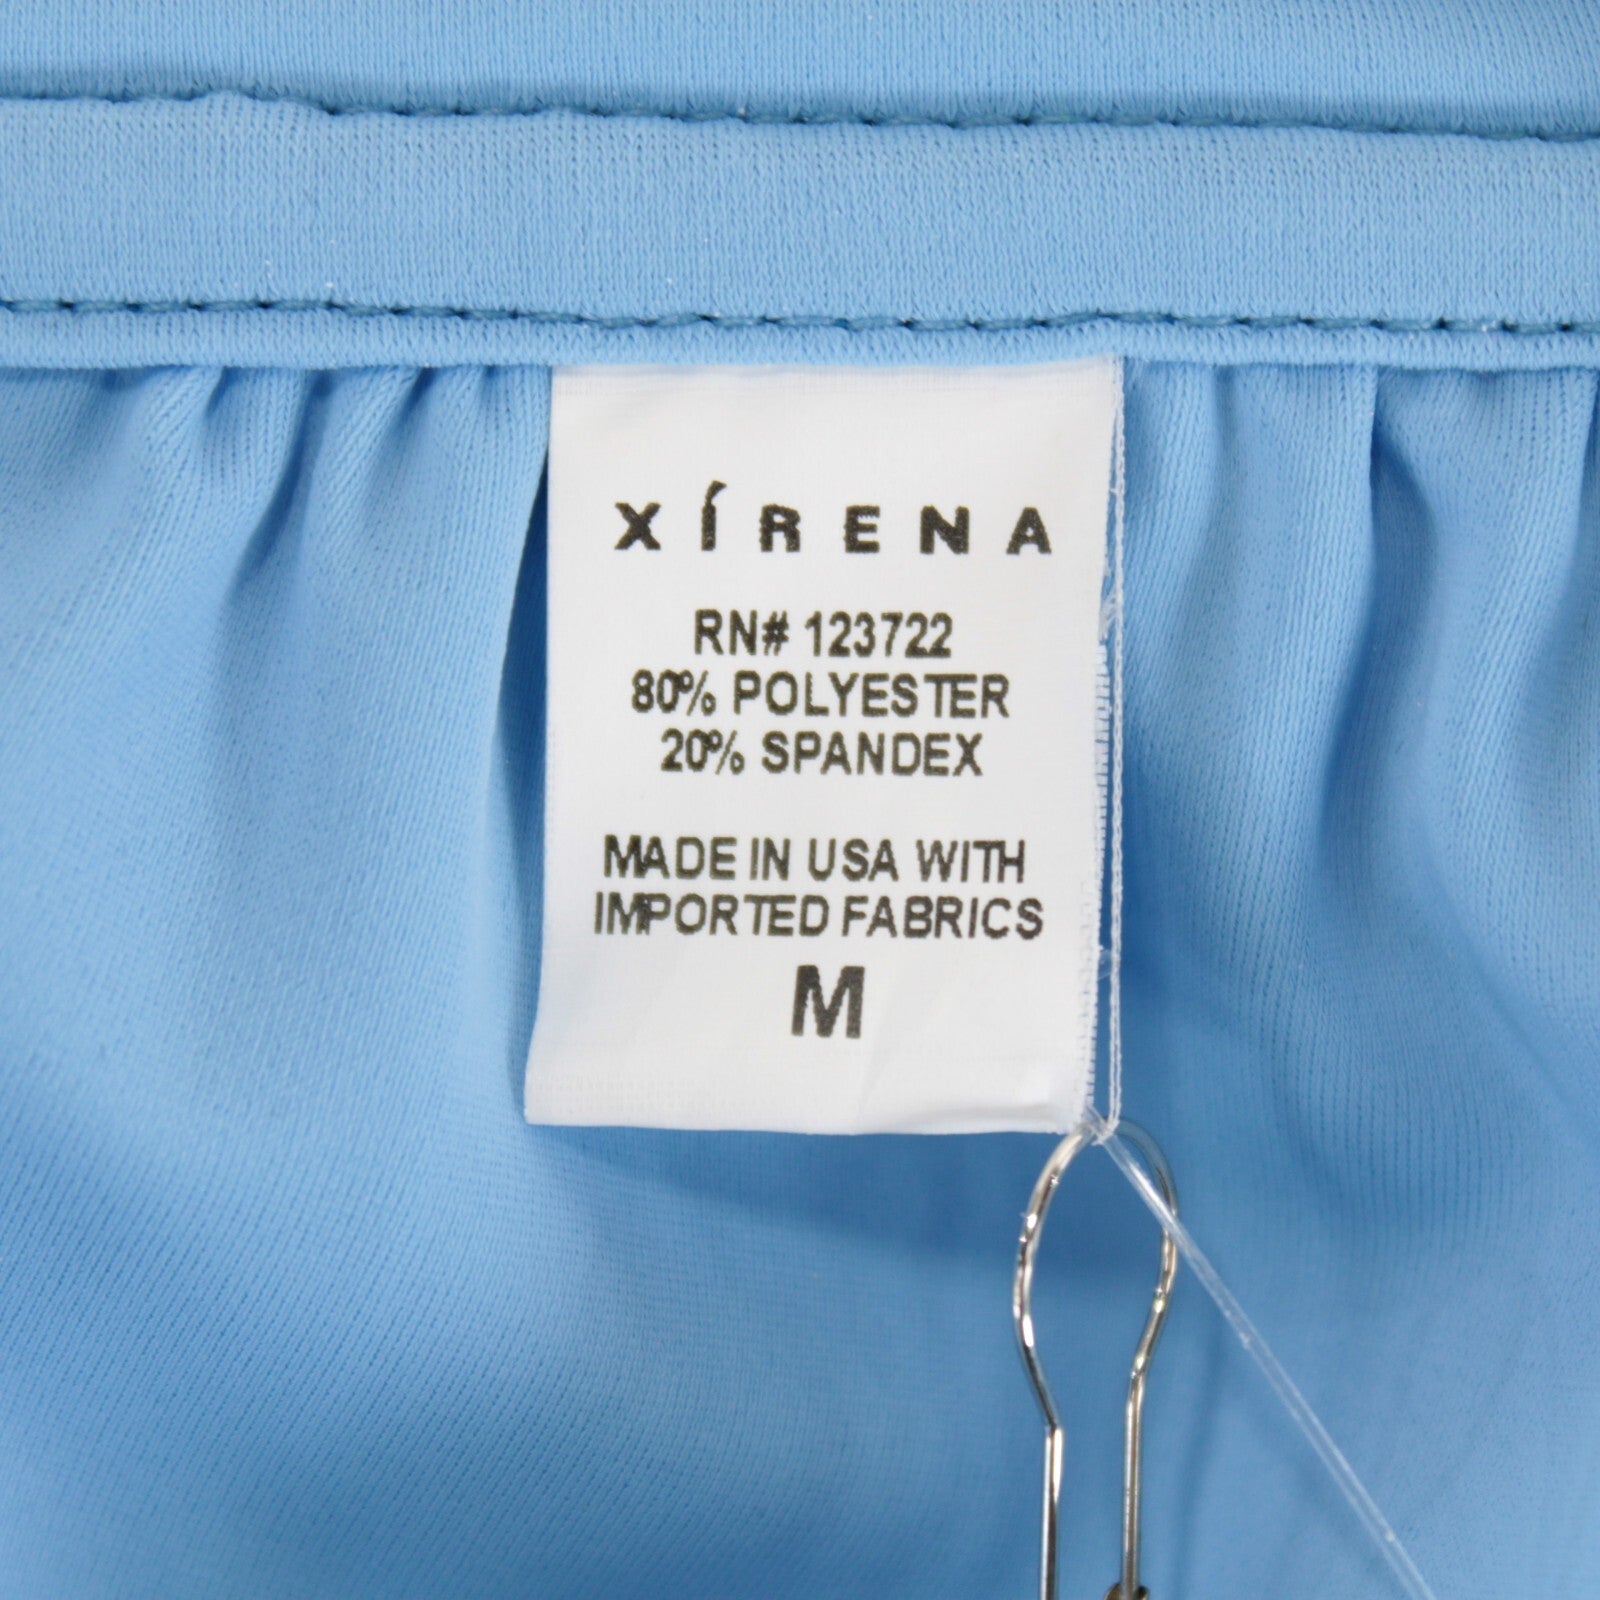 XÍRENA
RN# 123722
80% POLYESTER
20% SPANDEX
MADE IN USA WITH
IMPORTED FABRICS
M